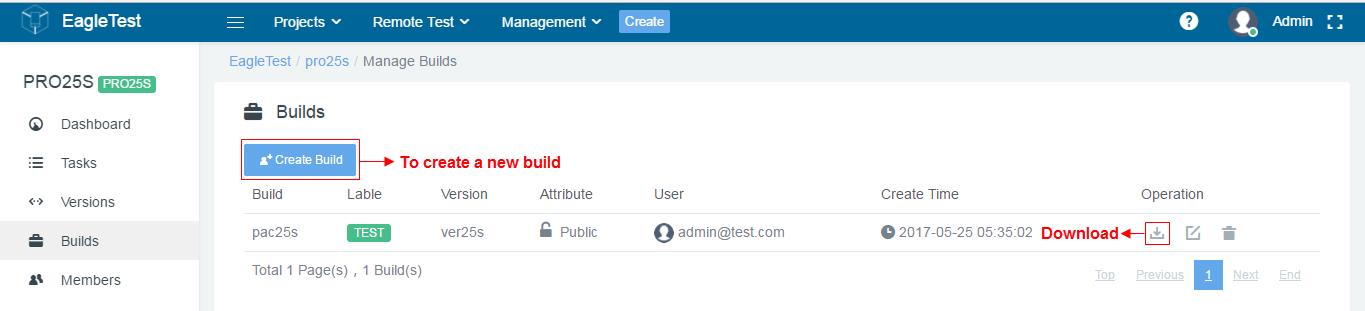 EagleTest Projects Remote Test Management Create ? Admin
EagleTest / pro25s / Manage Builds
PRO25S PRO25S
Dashboard
Tasks
Versions
Builds
Members
Builds
Create Build To create a new build
Build Lable Version Attribute User Create Time Operation
pac25s TEST ver25s Public admin@test.com 2017-05-25 05:35:02 Download
Total 1 Page(s) , 1 Build(s)
Top Previous 1 Next End